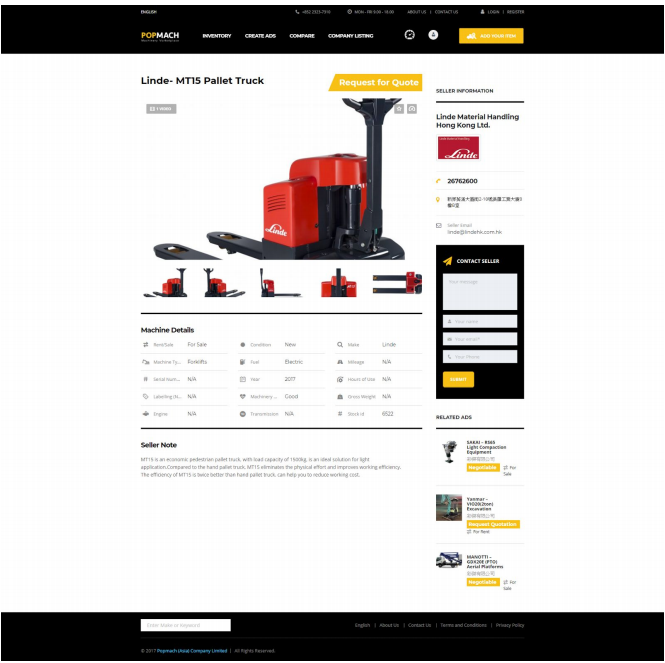 ENGLISH
+852 2323-7316
MON - FRI 9:00 - 18:00
ABOUT US | CONTACT US
LOGIN | REGISTER
POPMACH
INVENTORY
CREATE ADS
COMPARE
COMPANY LISTING
ADD YOUR ITEM
Linde- MT15 Pallet Truck
Request for Quote
1 VIDEO
Linde
SELLER INFORMATION
Linde Material Handling
Hong Kong Ltd.
Linde
26762600
Seller Email
linde@lindehk.com.hk
CONTACT SELLER
Your message
Your name
Your email*
Your Phone
SUBMIT
Machine Details
Rent/Sale For Sale
Condition New
Make Linde
Machine Ty... Forklifts
Fuel Electric
Mileage N/A
Serial Num... N/A
Year 2017
Hours of Use N/A
Labelling (N... N/A
Machinery ... Good
Gross Weight N/A
Engine N/A
Transmission N/A
Stock id 6522
Seller Note
MT15 is an economic pedestrian pallet truck, with load capacity of 1500kg, is an ideal solution for light
application.Compared to the hand pallet truck, MT15 eliminates the physical effort and improves working efficiency.
The efficiency of MT15 is twice better than hand pallet truck, can help you to reduce working cost.
RELATED ADS
SAKAI – RS65
Light Compaction
Equipment
Negotiable
For
Sale
Yanmar –
VIO20(2ton)
Excavation
Request Quotation
For Rent
MANOTTI –
GDX20E (PTO)
Aerial Platforms
Negotiable
For
Sale
Enter Make or Keyword
English | About Us | Contact Us | Terms and Conditions | Privacy Policy
© 2017 Popmach (Asia) Company Limited | All Rights Reserved.